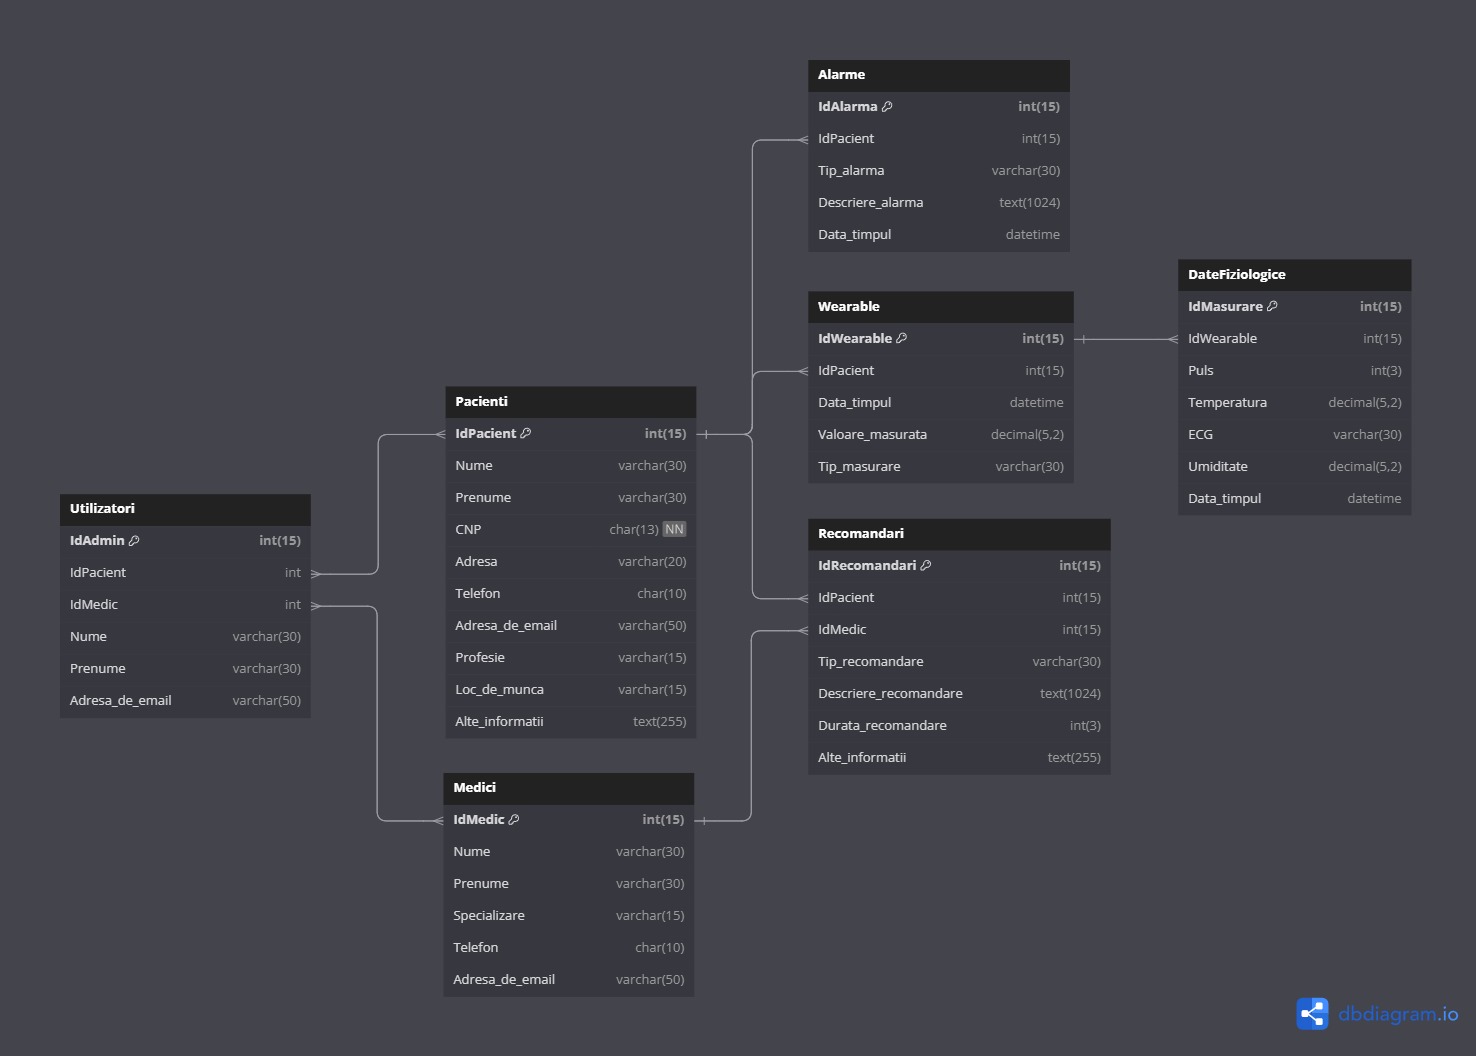 Alarme
IdAlarma int(15)
IdPacient int(15)
Tip_alarma varchar(30)
Descriere_alarma text(1024)
Data_timpul datetime
DateFiziologice
IdMasurare int(15)
IdWearable int(15)
Puls int(3)
Temperatura decimal(5,2)
ECG varchar(30)
Umiditate decimal(5,2)
Data_timpul datetime
Wearable
IdWearable int(15)
IdPacient int(15)
Data_timpul datetime
Valoare_masurata decimal(5,2)
Tip_masurare varchar(30)
Pacienti
IdPacient int(15)
Nume varchar(30)
Prenume varchar(30)
CNP char(13) NN
Adresa varchar(20)
Telefon char(10)
Adresa_de_email varchar(50)
Profesie varchar(15)
Loc_de_munca varchar(15)
Alte_informatii text(255)
Utilizatori
IdAdmin int(15)
IdPacient int
IdMedic int
Nume varchar(30)
Prenume varchar(30)
Adresa_de_email varchar(50)
Recomandari
IdRecomandari int(15)
IdPacient int(15)
IdMedic int(15)
Tip_recomandare varchar(30)
Descriere_recomandare text(1024)
Durata_recomandare int(3)
Alte_informatii text(255)
Medici
IdMedic int(15)
Nume varchar(30)
Prenume varchar(30)
Specializare varchar(15)
Telefon char(10)
Adresa_de_email varchar(50)
dbdiagram.io